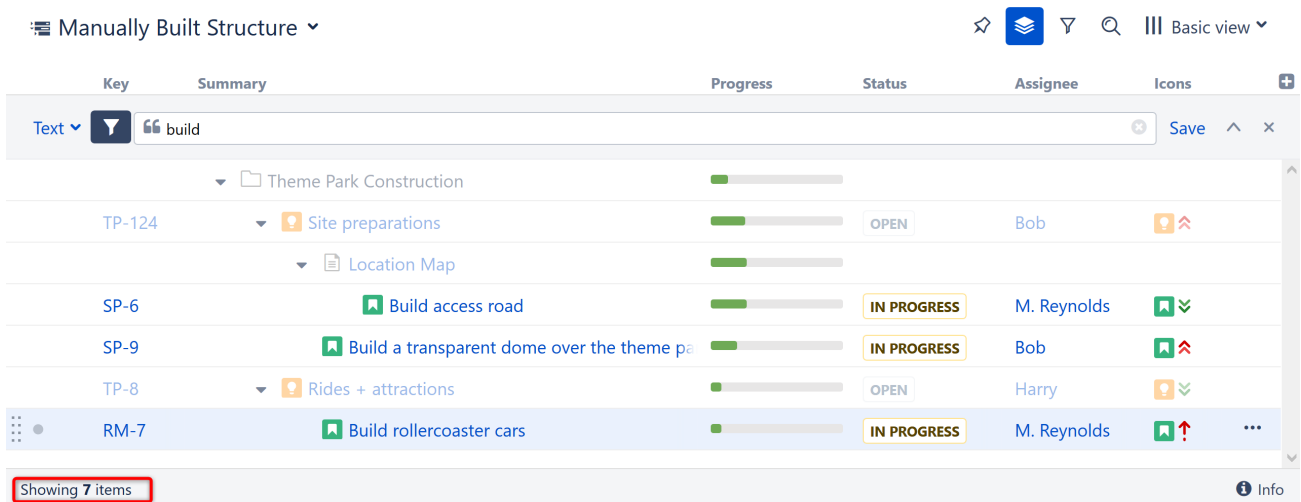 Manually Built Structure
Basic view
Key Summary Progress Status Assignee Icons
Text build Save
Theme Park Construction
TP-124 Site preparations OPEN Bob
Location Map
SP-6 Build access road IN PROGRESS M. Reynolds
SP-9 Build a transparent dome over the theme pa IN PROGRESS Bob
TP-8 Rides + attractions OPEN Harry
RM-7 Build rollercoaster cars IN PROGRESS M. Reynolds
Showing 7 items Info